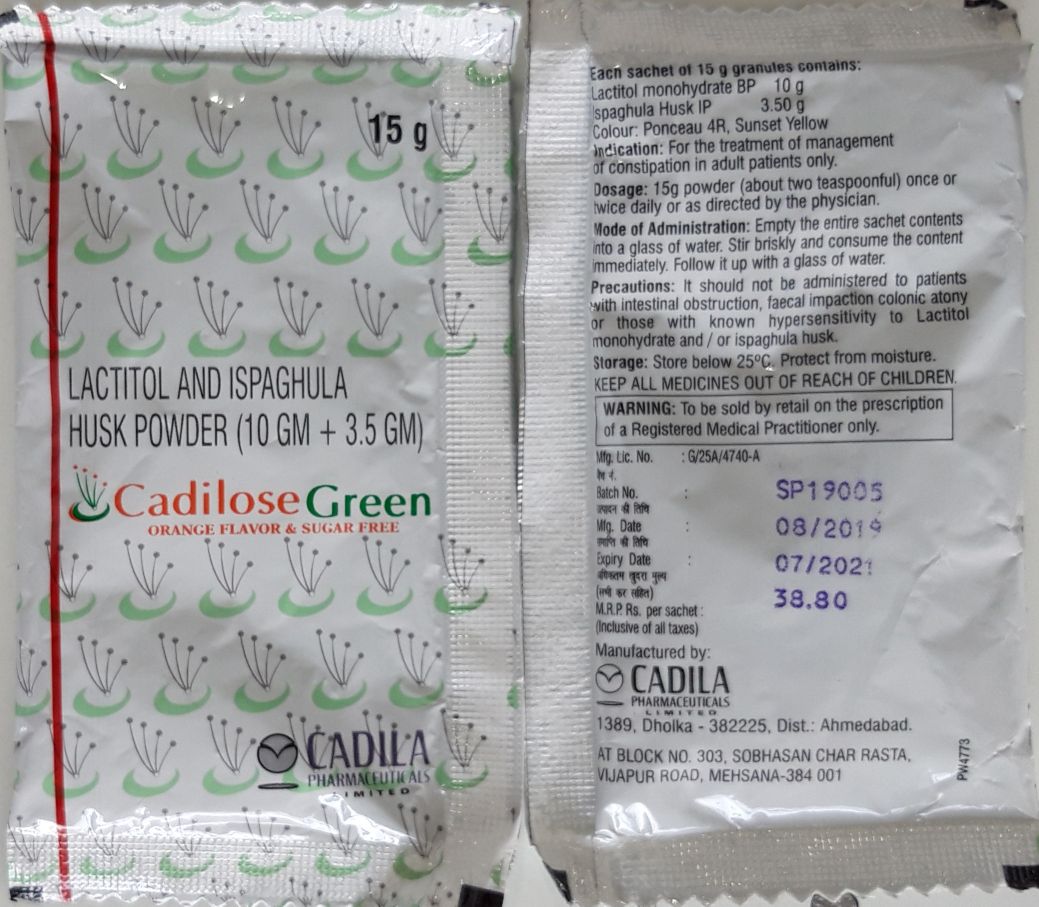 15 g
LACTITOL AND ISPAGHULA
HUSK POWDER (10 GM + 3.5 GM)
Cadilose Green
ORANGE FLAVOR & SUGAR FREE
CADILA
PHARMACEUTICALS
LIMITED
Each sachet of 15 g granules contains:
Lactitol monohydrate BP 10 g
Ispaghula Husk IP 3.50 g
Colour: Ponceau 4R, Sunset Yellow
Indication: For the treatment of management
of constipation in adult patients only.
Dosage: 15g powder (about two teaspoonful) once or
twice daily or as directed by the physician.
Mode of Administration: Empty the entire sachet contents
into a glass of water. Stir briskly and consume the content
immediately. Follow it up with a glass of water.
Precautions: It should not be administered to patients
with intestinal obstruction, faecal impaction colonic atony
or those with known hypersensitivity to Lactitol
monohydrate and / or ispaghula husk.
Storage: Store below 25ºC. Protect from moisture.
KEEP ALL MEDICINES OUT OF REACH OF CHILDREN.
WARNING: To be sold by retail on the prescription
of a Registered Medical Practitioner only.
Mfg. Lic. No. : G/25A/4740-A
बैच नं.
Batch No. : SP19005
उत्पादन की तिथि
Mfg. Date : 08/2019
समाप्ति की तिथि
Expiry Date : 07/2021
अधिकतम खुदरा मूल्य
(सभी कर सहित) 38.80
M.R.P. Rs. per sachet :
(Inclusive of all taxes)
Manufactured by:
CADILA
PHARMACEUTICALS
LIMITED
1389, Dholka - 382225, Dist.: Ahmedabad.
AT BLOCK NO. 303, SOBHASAN CHAR RASTA,
VIJAPUR ROAD, MEHSANA-384 001
PW4773